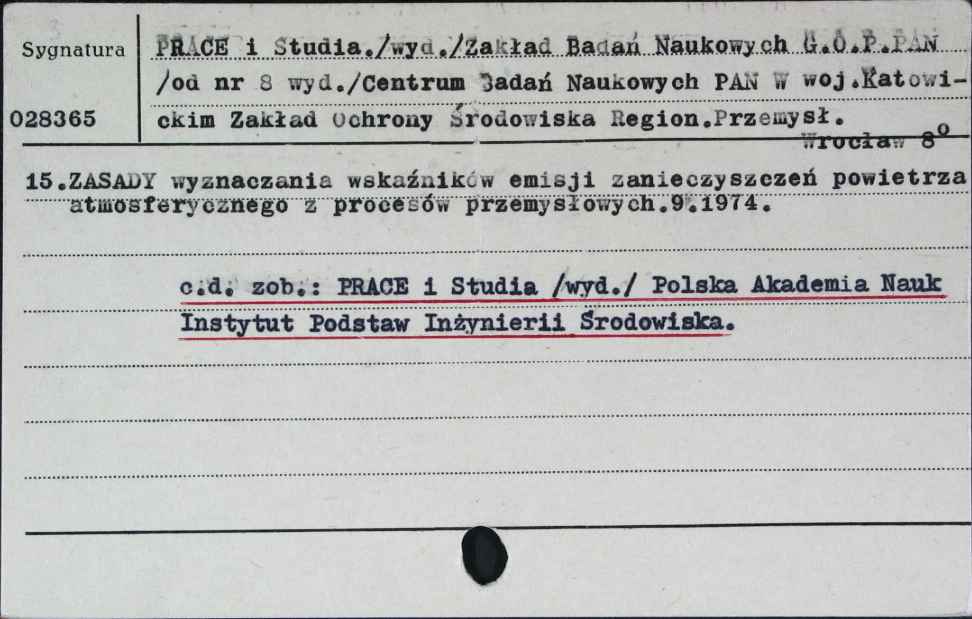 Sygnatura
PRACE i Studia./wyd./Zakład Badań Naukowych G.O.P.PAN
/od nr 8 wyd./Centrum Badań Naukowych PAN W woj.Katowi-
028365
ckim Zakład Ochrony Środowiska Region.Przemysł.
Wrocław 8º
15.ZASADY wyznaczania wskaźników emisji zanieczyszczeń powietrza
atmosferycznego z procesów przemysłowych.9.1974.
c.d. zob.: PRACE i Studia /wyd./ Polska Akademia Nauk
Instytut Podstaw Inżynierii Środowiska.